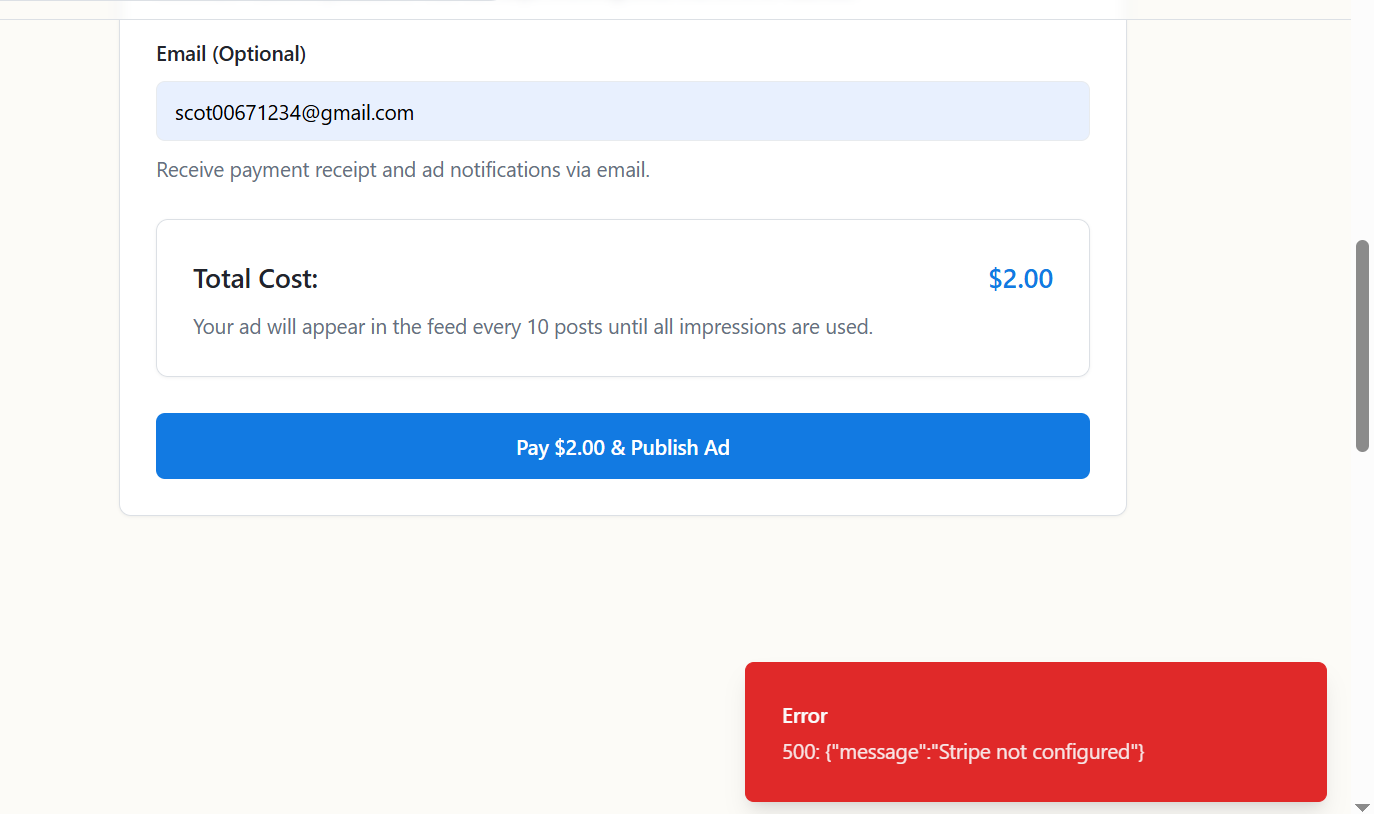 Email (Optional)
scot00671234@gmail.com
Receive payment receipt and ad notifications via email.
Total Cost:
$2.00
Your ad will appear in the feed every 10 posts until all impressions are used.
Pay $2.00 & Publish Ad
Error
500: {"message":"Stripe not configured"}